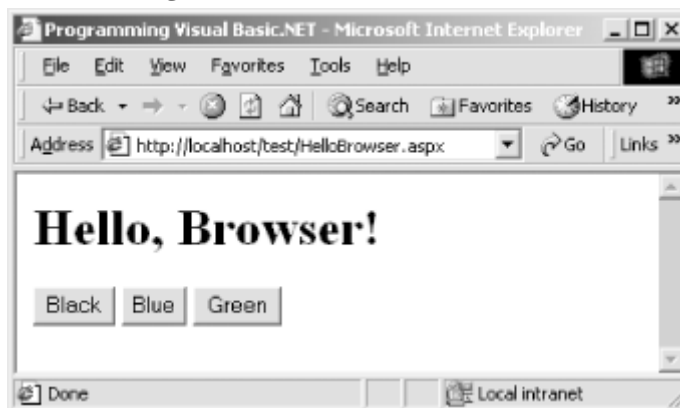 Programming Visual Basic.NET - Microsoft Internet Explorer
File Edit View Favorites Tools Help
Back Search Favorites History »
Address http://localhost/test/HelloBrowser.aspx Go Links »
Hello, Browser!
Black Blue Green
Done Local intranet